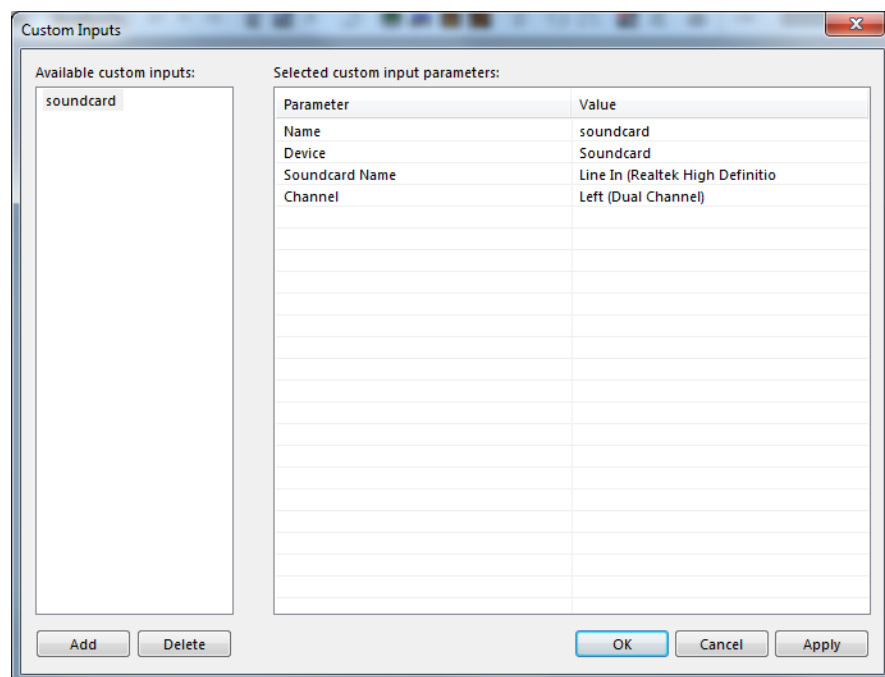 Custom Inputs
Available custom inputs:
soundcard
Selected custom input parameters:
Parameter Value
Name soundcard
Device Soundcard
Soundcard Name Line In (Realtek High Definitio
Channel Left (Dual Channel)
Add Delete OK Cancel Apply